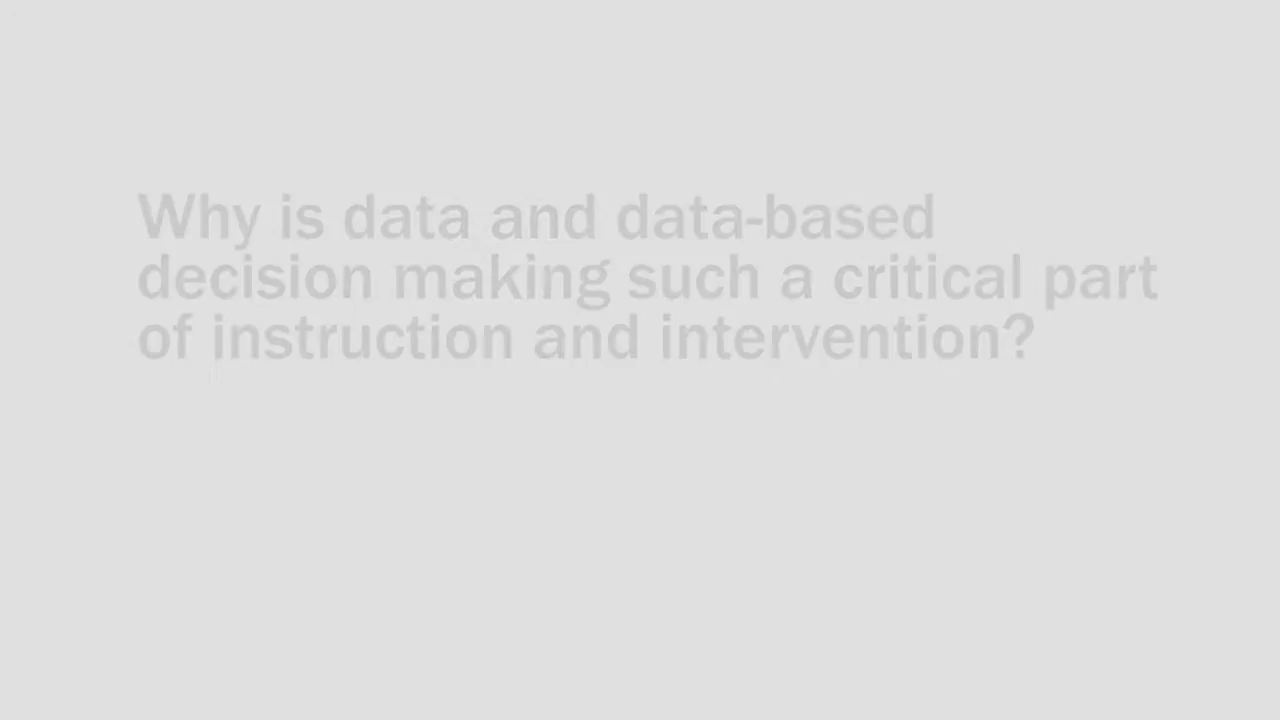 Why is data and data-based
decision making such a critical part
of instruction and intervention?